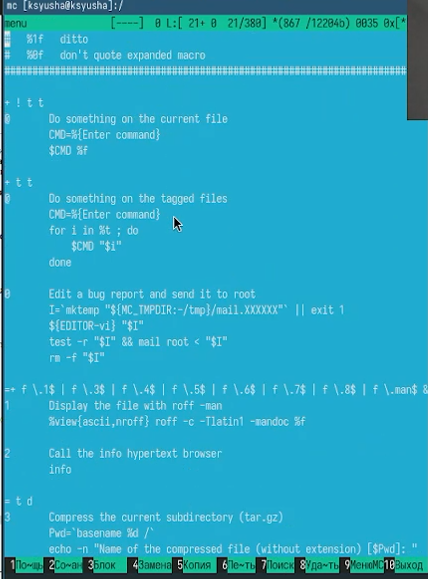 mc [ksyusha@ksyusha]:/
menu [----] 0 L:[ 21+ 0 21/380] *(867 /12204b) 0035 0x[*
# %1f ditto
# %0f don't quote expanded macro
################################################################
+ ! t t
@ Do something on the current file
CMD=%{Enter command}
$CMD %f
+ t t
@ Do something on the tagged files
CMD=%{Enter command}
for i in %t ; do
$CMD "$i"
done
@ Edit a bug report and send it to root
I=`mktemp "${MC_TMPDIR:-/tmp}/mail.XXXXXX"` || exit 1
${EDITOR-vi} "$I"
test -r "$I" && mail root < "$I"
rm -f "$I"
=+ f \.1$ | f \.3$ | f \.4$ | f \.5$ | f \.6$ | f \.7$ | f \.8$ | f \.man$ &
1 Display the file with roff -man
%view{ascii,nroff} roff -c -Tlatin1 -mandoc %f
2 Call the info hypertext browser
info
= t d
3 Compress the current subdirectory (tar.gz)
Pwd=`basename %d /`
echo -n "Name of the compressed file (without extension) [$Pwd]: "
1По~щь 2Со~ан 3Блок 4Замена 5Копия 6Пе~ть 7Поиск 8Уда~ть 9МенюMC 10Выход